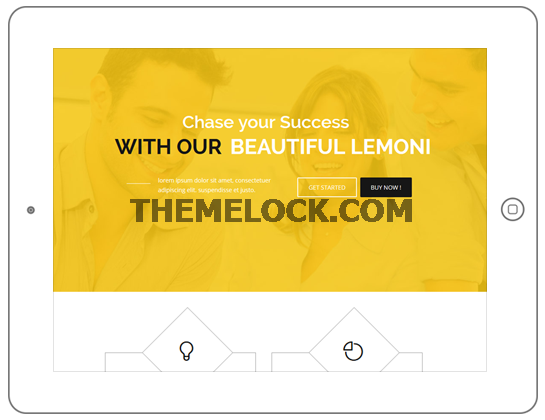 Chase your Success
WITH OUR BEAUTIFUL LEMONI
lorem ipsum dolor sit amet, consectetuer
adipiscing elit, suspendisse et justo.
GET STARTED
BUY NOW !
THEMELOCK.COM